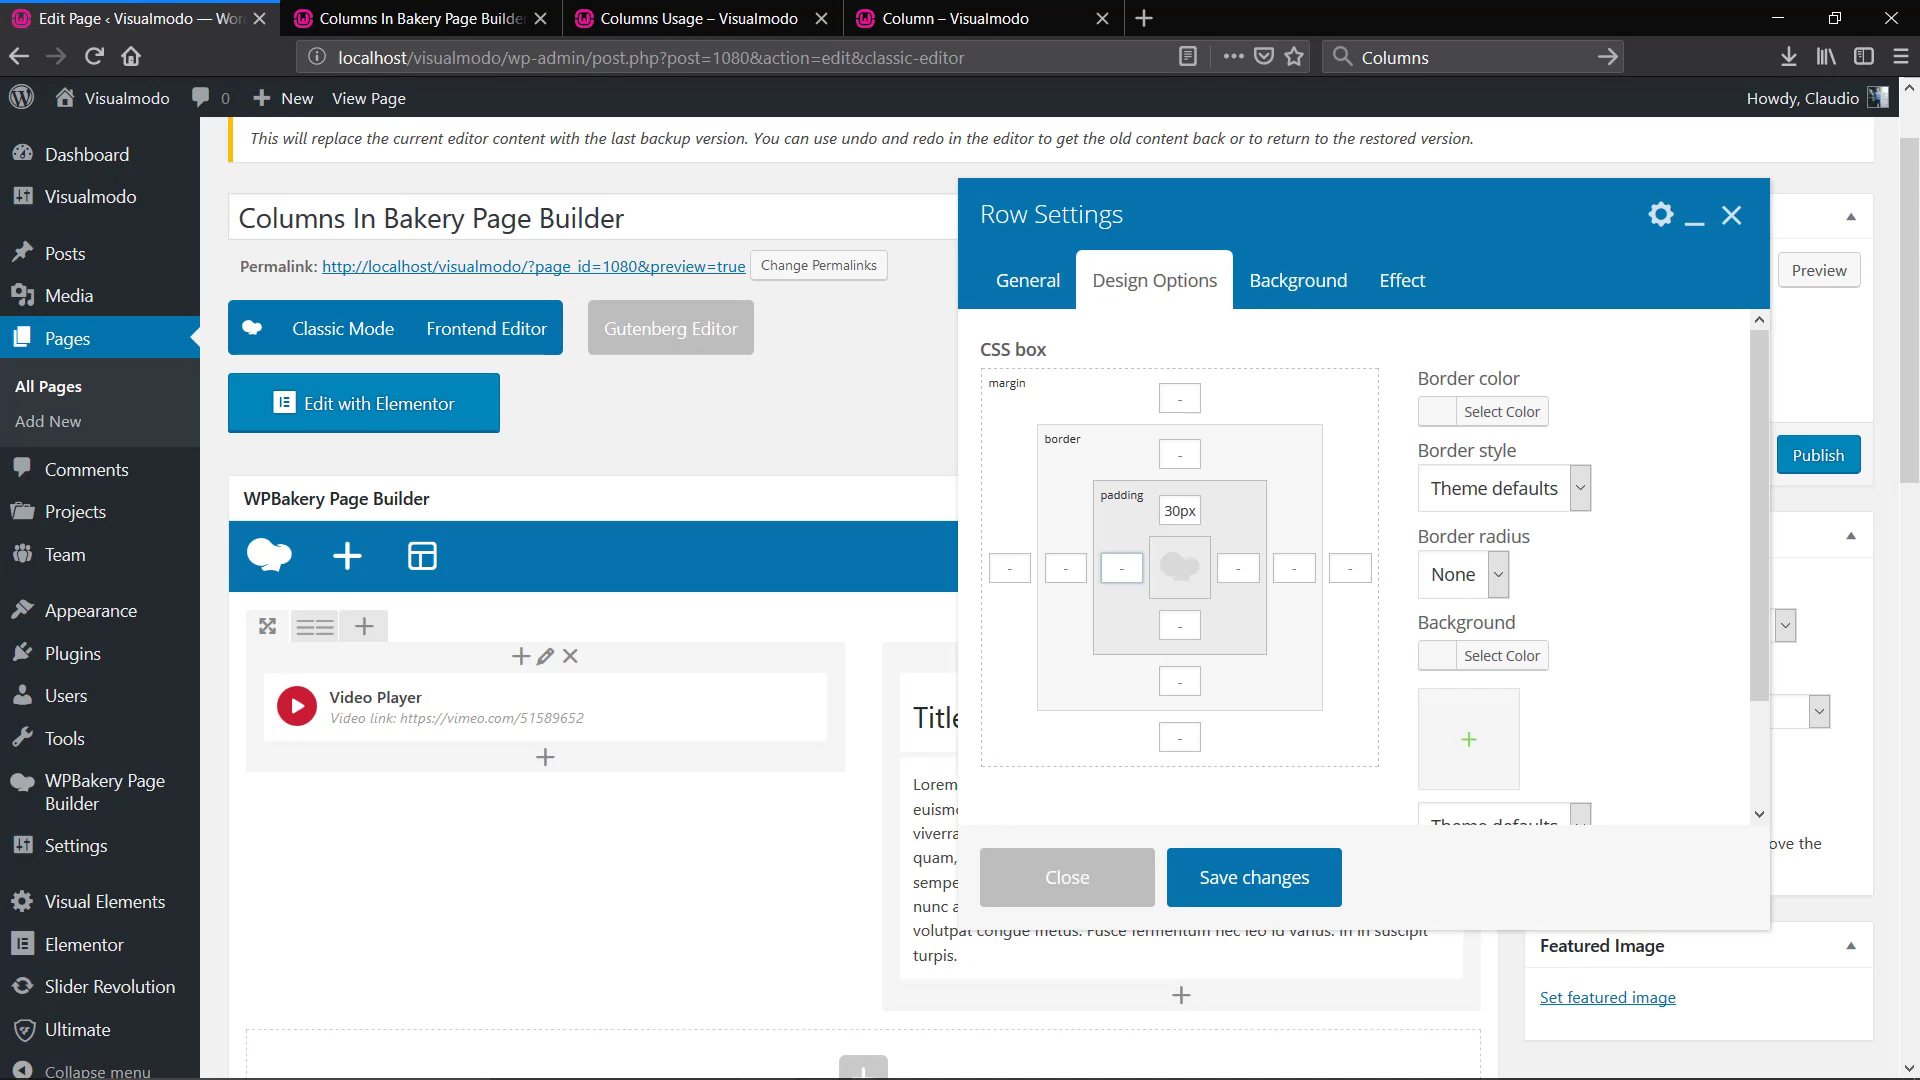 Edit Page ‹ Visualmodo — Wor
Columns In Bakery Page Builder
Columns Usage – Visualmodo
Column – Visualmodo
localhost/visualmodo/wp-admin/post.php?post=1080&action=edit&classic-editor
Columns
Visualmodo
0
New
View Page
Howdy, Claudio
This will replace the current editor content with the last backup version. You can use undo and redo in the editor to get the old content back or to return to the restored version.
Dashboard
Visualmodo
Posts
Media
Pages
All Pages
Add New
Comments
Projects
Team
Appearance
Plugins
Users
Tools
WPBakery Page
Builder
Settings
Visual Elements
Elementor
Slider Revolution
Ultimate
Collapse menu
Columns In Bakery Page Builder
Permalink: http://localhost/visualmodo/?page_id=1080&preview=true
Change Permalinks
Classic Mode
Frontend Editor
Gutenberg Editor
Edit with Elementor
WPBakery Page Builder
Video Player
Video link: https://vimeo.com/51589652
Title
Lorem
euismo
viverra
quam,
sempe
nunc a
volutpat congue metus. Fusce fermentum nec leo id varius. In in suscipit
turpis.
Row Settings
General
Design Options
Background
Effect
CSS box
margin
-
border
-
padding
30px
- - - - - -
-
-
-
Border color
Select Color
Border style
Theme defaults
Border radius
None
Background
Select Color
Theme defaults
Close
Save changes
Preview
Publish
ove the
Featured Image
Set featured image